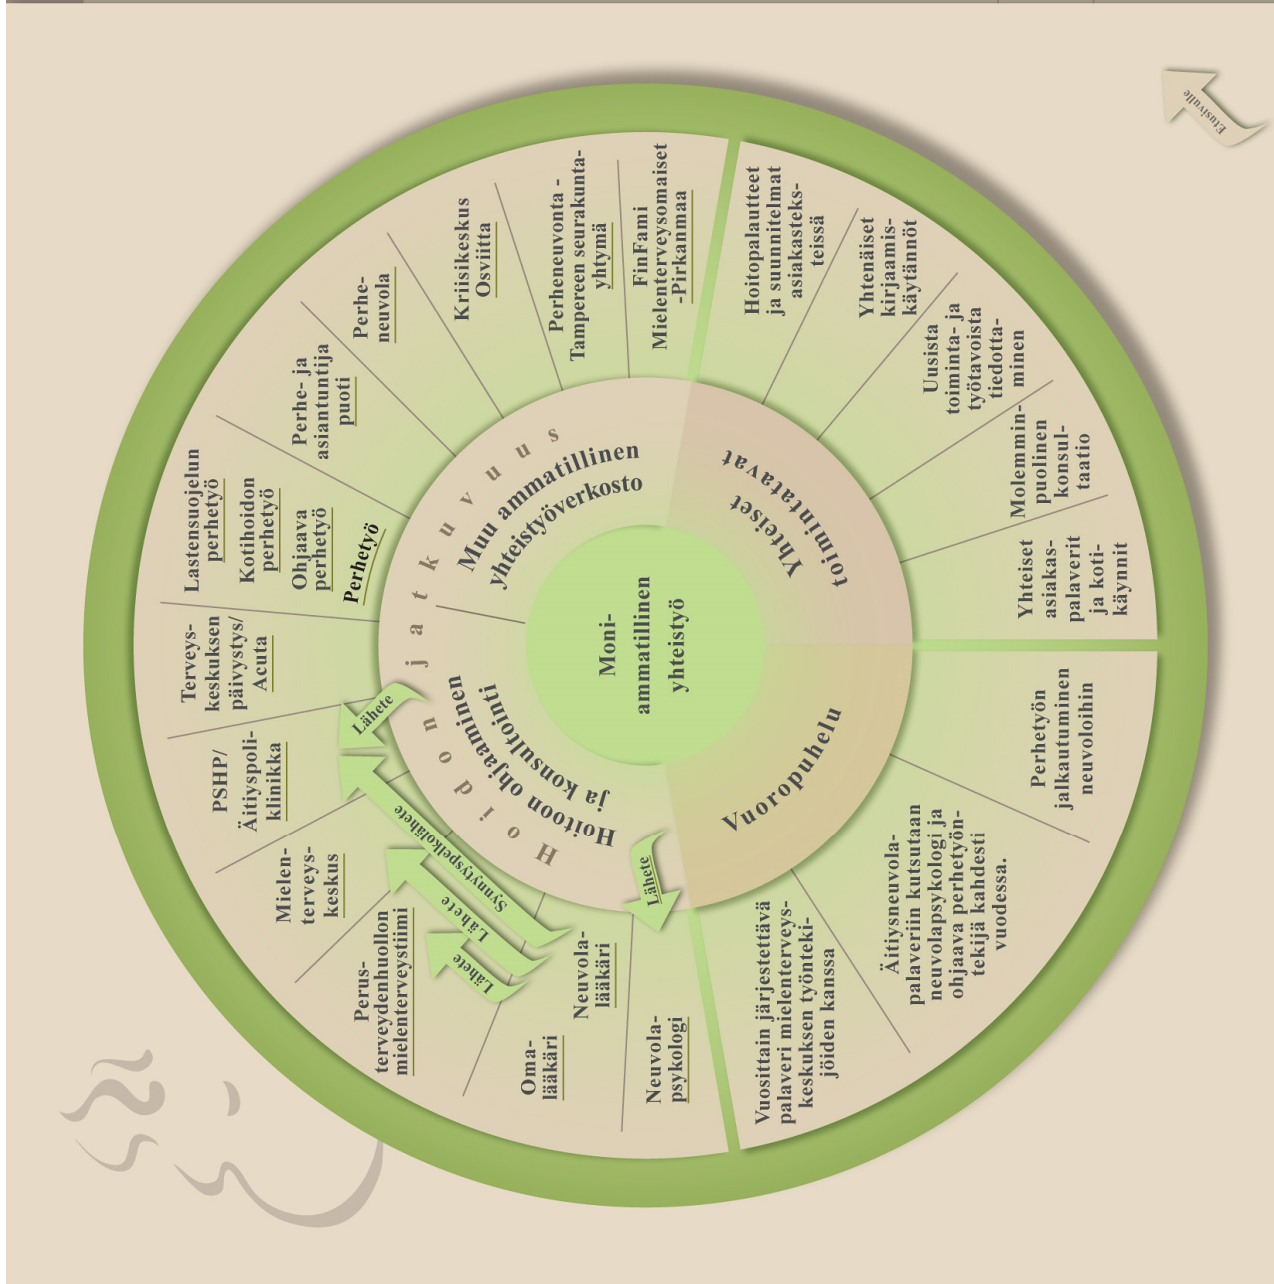 Etusivulle
Moni-
ammatillinen
yhteistyö
Hoidon jatkuvuus
Muu ammatillinen
yhteistyöverkosto
Yhteiset
toimintatavat
Vuoropuhelu
Hoitoon ohjaaminen
ja konsultointi
Lastensuojelun
perhetyö
Kotihoidon
perhetyö
Ohjaava
perhetyö
Perhetyö
Perhe- ja
asiantuntija
puoti
Perhe-
neuvola
Kriisikeskus
Osviitta
Perheneuvonta -
Tampereen seurakunta-
yhtymä
FinFami
Mielenterveysomaiset
-Pirkanmaa
Hoitopalautteet
ja suunnitelmat
asiakasteks-
teissä
Yhtenäiset
kirjaamis-
käytännöt
Uusista
toiminta- ja
työtavoista
tiedotta-
minen
Molemmin-
puolinen
konsul-
taatio
Yhteiset
asiakas-
palaverit
ja koti-
käynnit
Perhetyön
jalkautuminen
neuvoloihin
Äitiysneuvola-
palaveriin kutsutaan
neuvolapsykologi ja
ohjaava perhetyön-
tekijä kahdesti
vuodessa.
Vuosittain järjestettävä
palaveri mielenterveys-
keskuksen työnteki-
jöiden kanssa
Neuvola-
psykologi
Neuvola-
lääkäri
Oma-
lääkäri
Perus-
terveydenhuollon
mielenterveystiimi
Mielen-
terveys-
keskus
PSHP/
Äitiyspoli-
klinikka
Terveys-
keskuksen
päivystys/
Acuta
Lähete
Synnytyspelkolähete
Lähete
Lähete
Lähete